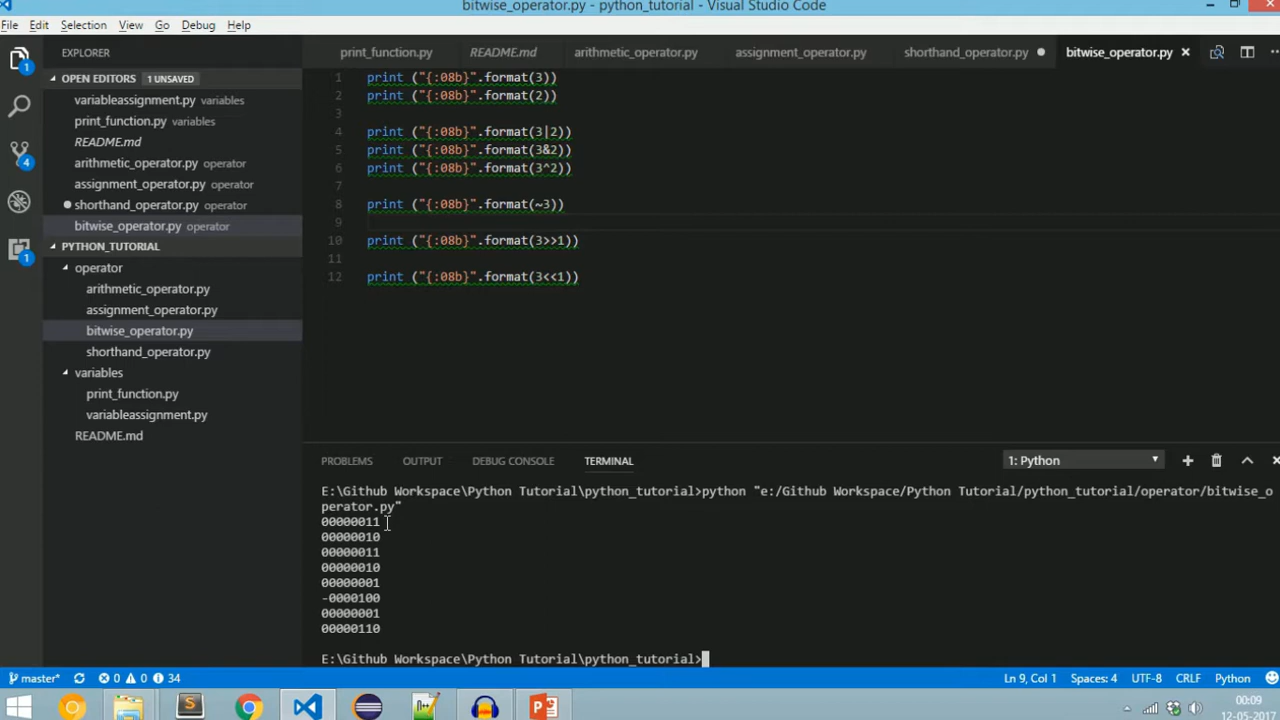 bitwise_operator.py - python_tutorial - Visual Studio Code
File Edit Selection View Go Debug Help
EXPLORER
OPEN EDITORS 1 UNSAVED
variableassignment.py variables
print_function.py variables
README.md
arithmetic_operator.py operator
assignment_operator.py operator
shorthand_operator.py operator
bitwise_operator.py operator
PYTHON_TUTORIAL
operator
arithmetic_operator.py
assignment_operator.py
bitwise_operator.py
shorthand_operator.py
variables
print_function.py
variableassignment.py
README.md
1
4
1
print_function.py README.md arithmetic_operator.py assignment_operator.py shorthand_operator.py bitwise_operator.py
1 print ("{:08b}".format(3))
2 print ("{:08b}".format(2))
3
4 print ("{:08b}".format(3|2))
5 print ("{:08b}".format(3&2))
6 print ("{:08b}".format(3^2))
7
8 print ("{:08b}".format(~3))
9
10 print ("{:08b}".format(3>>1))
11
12 print ("{:08b}".format(3<<1))
PROBLEMS OUTPUT DEBUG CONSOLE TERMINAL 1: Python
E:\Github Workspace\Python Tutorial\python_tutorial>python "e:/Github Workspace/Python Tutorial/python_tutorial/operator/bitwise_o
perator.py"
00000011
00000010
00000011
00000010
00000001
-0000100
00000001
00000110
E:\Github Workspace\Python Tutorial\python_tutorial>
master* 0 0 34 Ln 9, Col 1 Spaces: 4 UTF-8 CRLF Python
00:09
12-05-2017